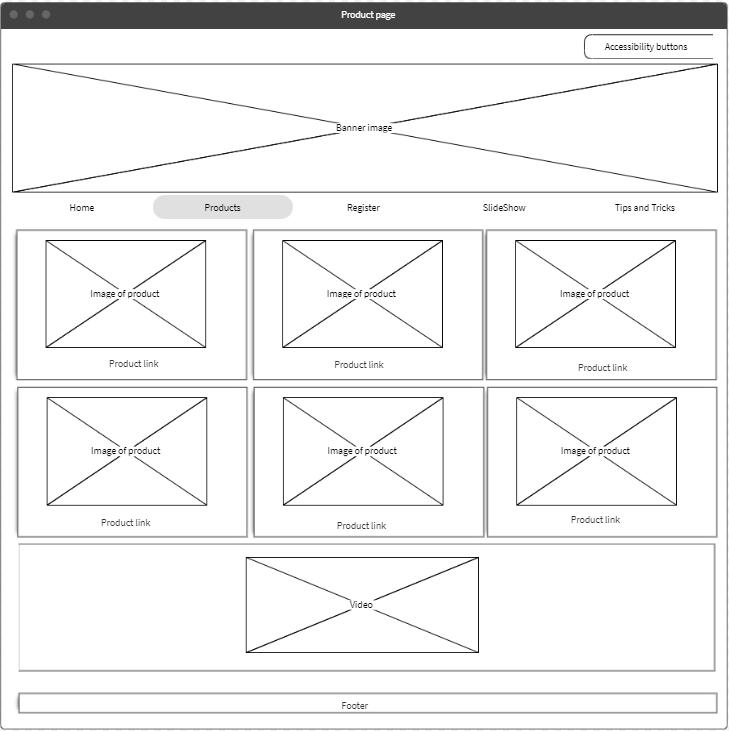 Product page
Accessibility buttons
Banner image
Home Products Register SlideShow Tips and Tricks
Image of product Image of product Image of product
Product link Product link Product link
Image of product Image of product Image of product
Product link Product link Product link
Video
Footer